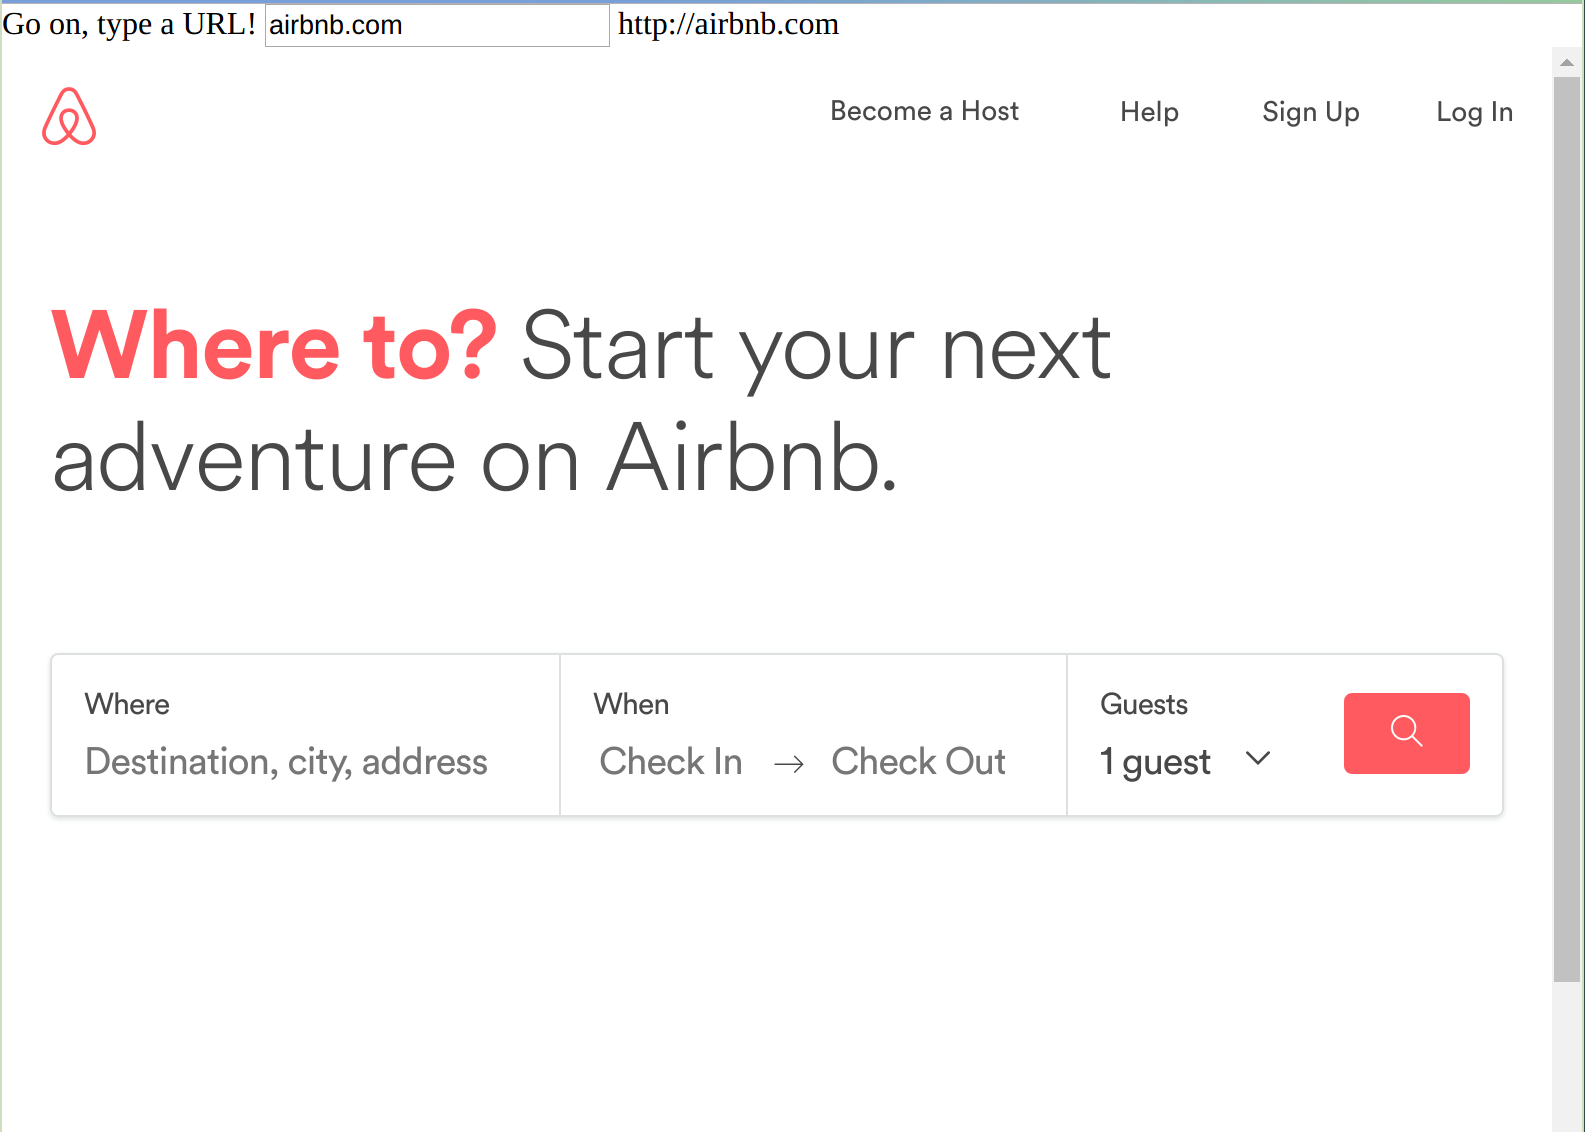 Go on, type a URL! airbnb.com http://airbnb.com
Become a Host Help Sign Up Log In
Where to? Start your next
adventure on Airbnb.
Where When Guests
Destination, city, address Check In → Check Out 1 guest